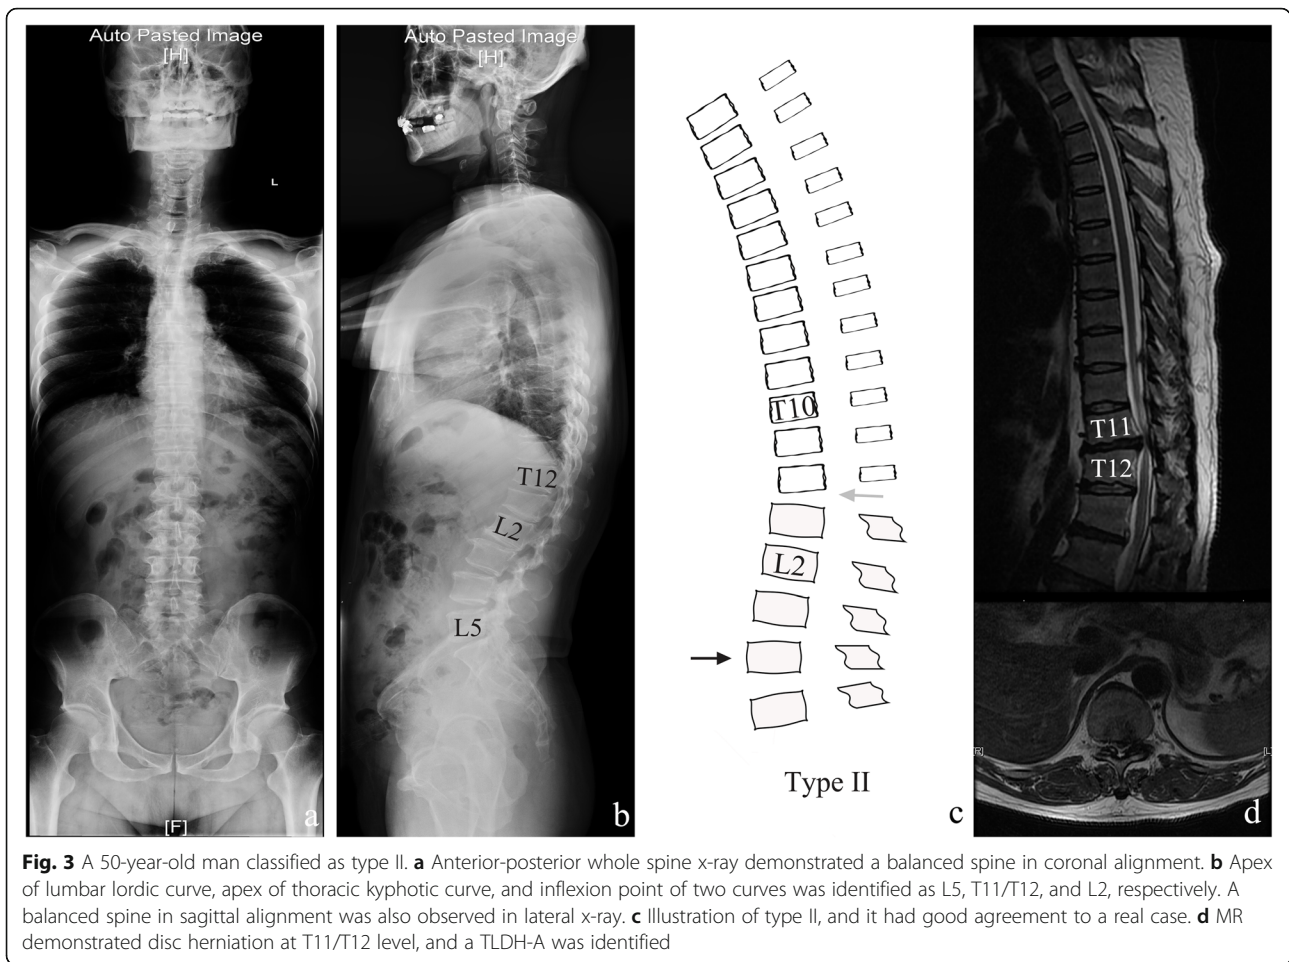 Auto Pasted Image
[H]
L
[F]
a
Auto Pasted Image
[H]
T12
L2
L5
b
T10
L2
Type II
c
T11
T12
[R]
[L]
d
Fig. 3 A 50-year-old man classified as type II. a Anterior-posterior whole spine x-ray demonstrated a balanced spine in coronal alignment. b Apex
of lumbar lordic curve, apex of thoracic kyphotic curve, and inflexion point of two curves was identified as L5, T11/T12, and L2, respectively. A
balanced spine in sagittal alignment was also observed in lateral x-ray. c Illustration of type II, and it had good agreement to a real case. d MR
demonstrated disc herniation at T11/T12 level, and a TLDH-A was identified